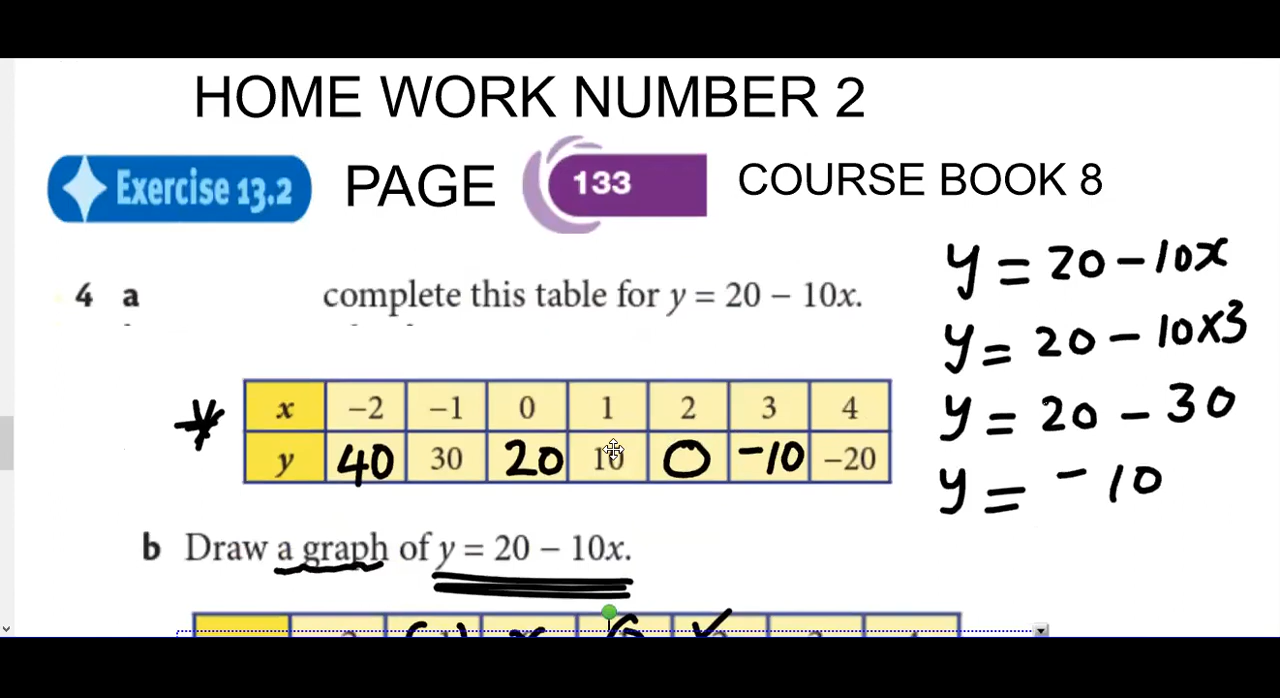 HOME WORK NUMBER 2
Exercise 13.2 PAGE 133 COURSE BOOK 8
4 a complete this table for y = 20 − 10x.
x −2 −1 0 1 2 3 4
y 40 30 20 10 0 -10 −20
y = 20 - 10x
y = 20 - 10x3
y = 20 - 30
y = - 10
b Draw a graph of y = 20 − 10x.